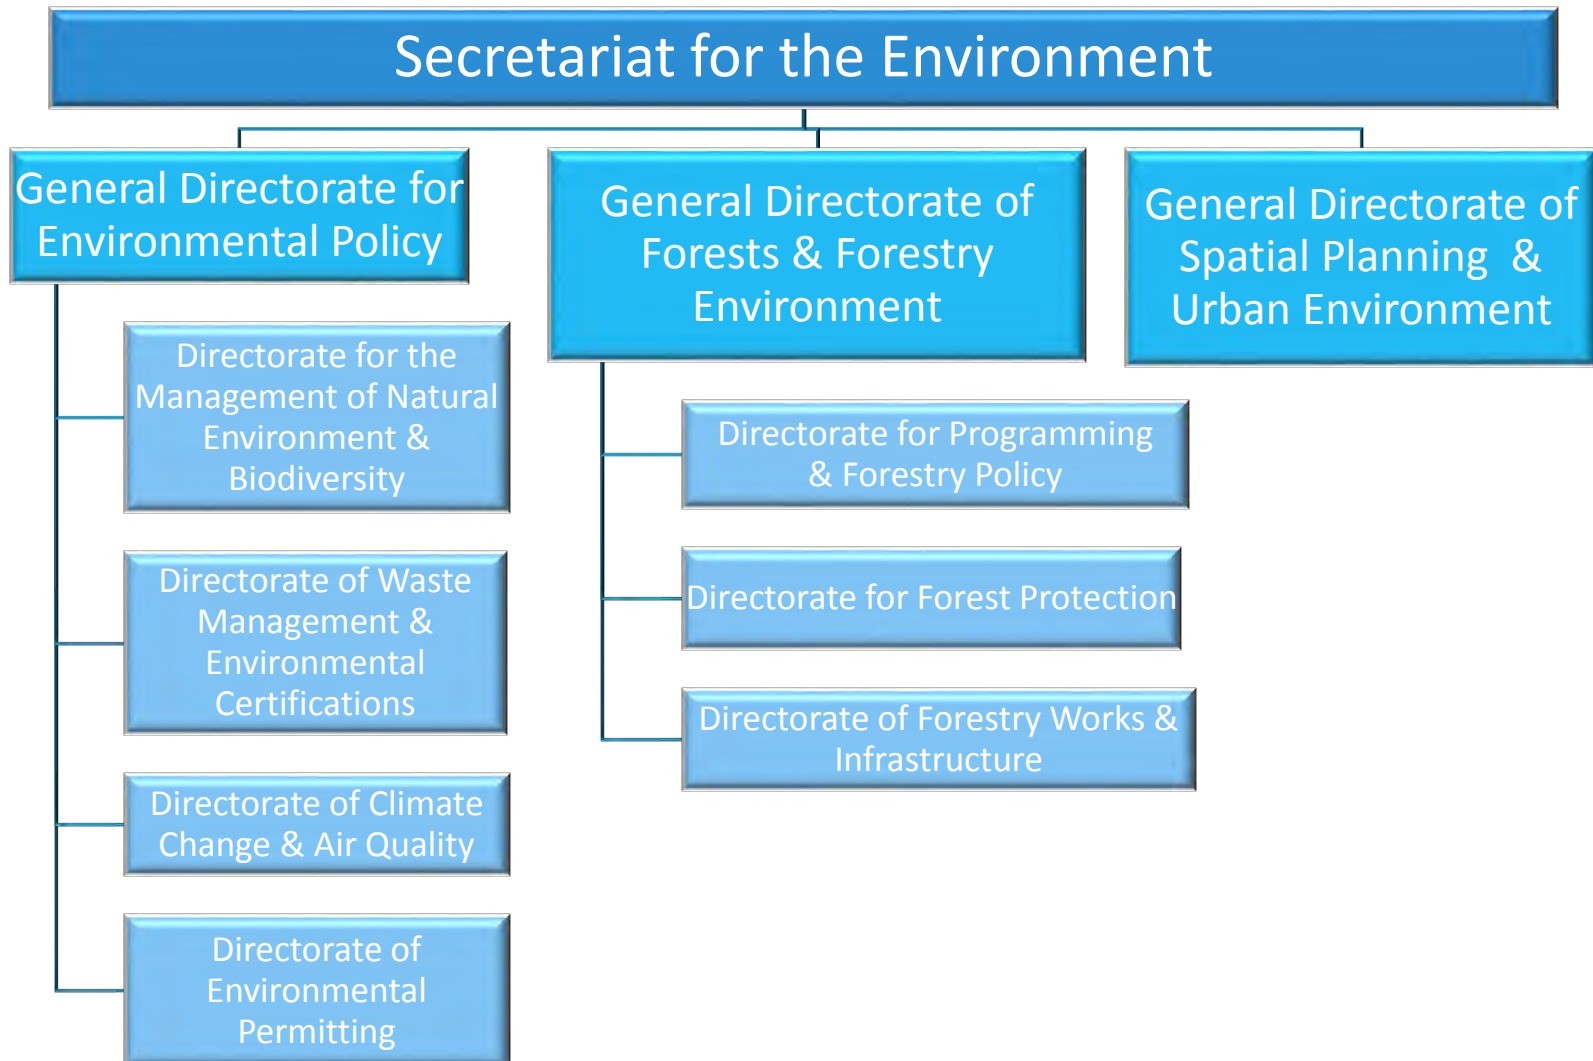 Secretariat for the Environment
General Directorate for
Environmental Policy
Directorate for the
Management of Natural
Environment &
Biodiversity
Directorate of Waste
Management &
Environmental
Certifications
Directorate of Climate
Change & Air Quality
Directorate of
Environmental
Permitting
General Directorate of
Forests & Forestry
Environment
Directorate for Programming
& Forestry Policy
Directorate for Forest Protection
Directorate of Forestry Works &
Infrastructure
General Directorate of
Spatial Planning &
Urban Environment